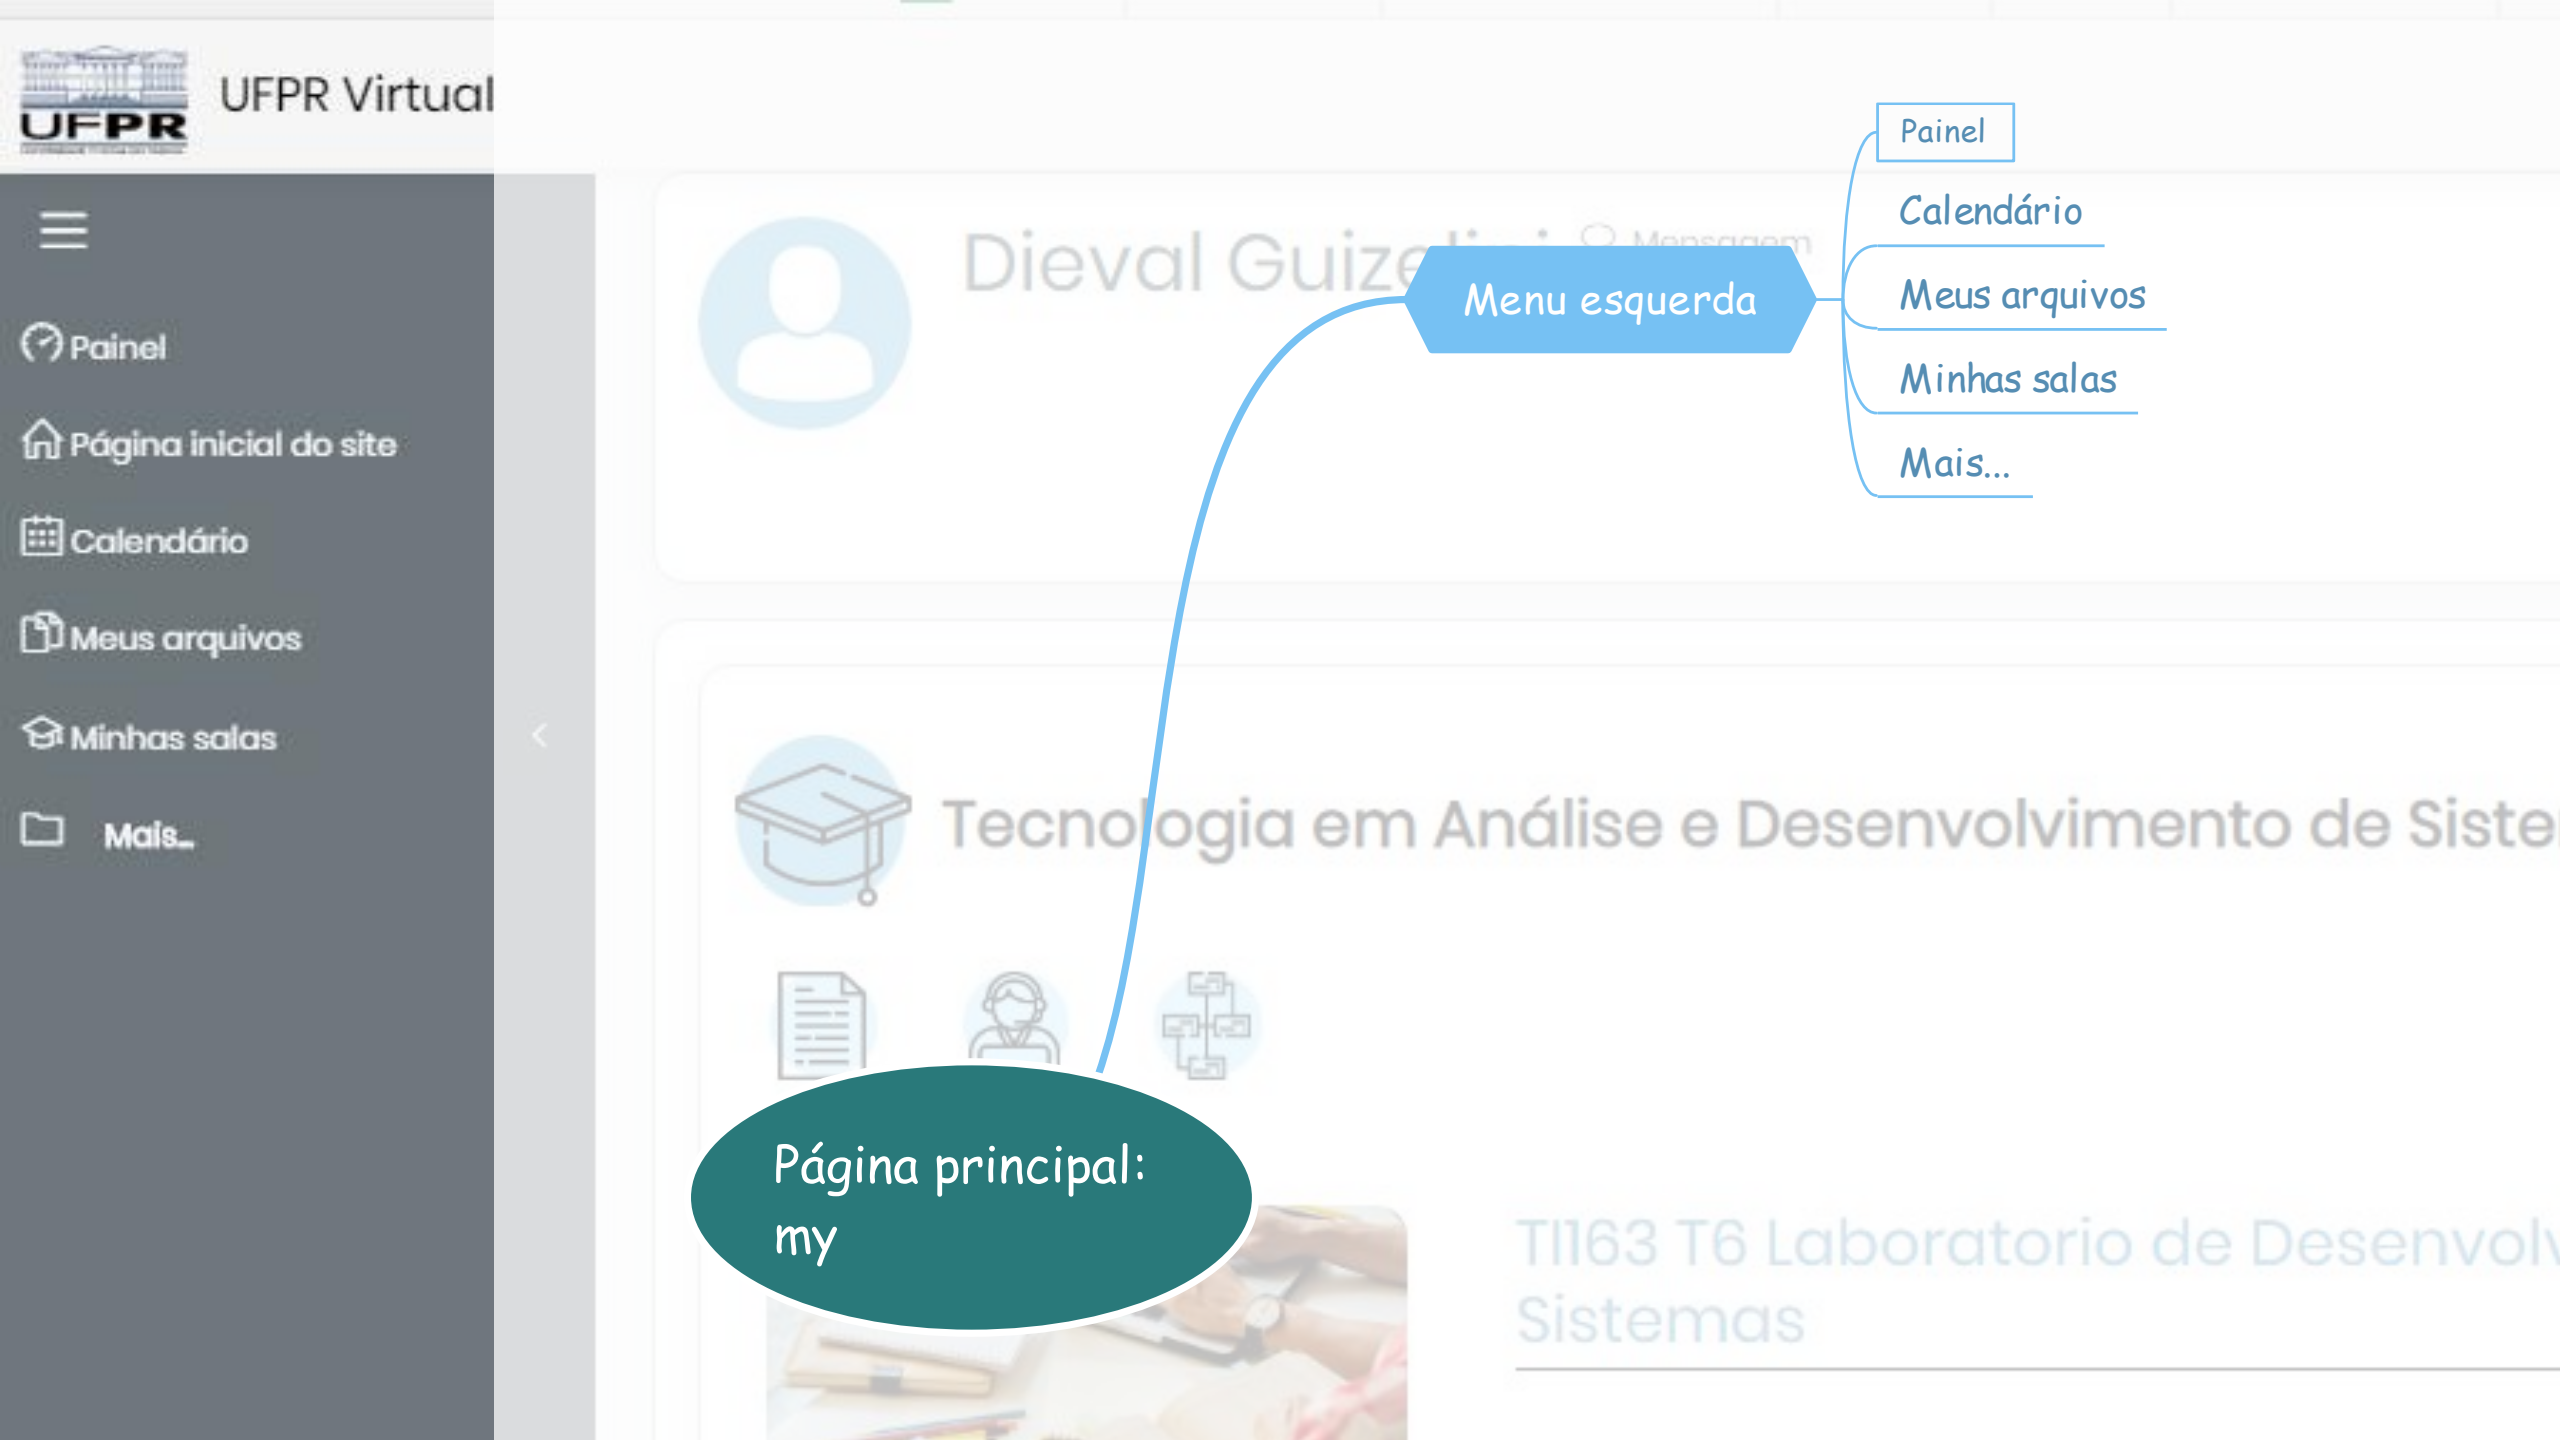 UFPR
UFPR Virtual
Painel
Página inicial do site
Calendário
Meus arquivos
Minhas salas
Mais...
Dieval Guize
Mensagem
Menu esquerda
Painel
Calendário
Meus arquivos
Minhas salas
Mais...
Tecnologia em Análise e Desenvolvimento de Siste
Página principal:
my
TI163 T6 Laboratorio de Desenvolv
Sistemas